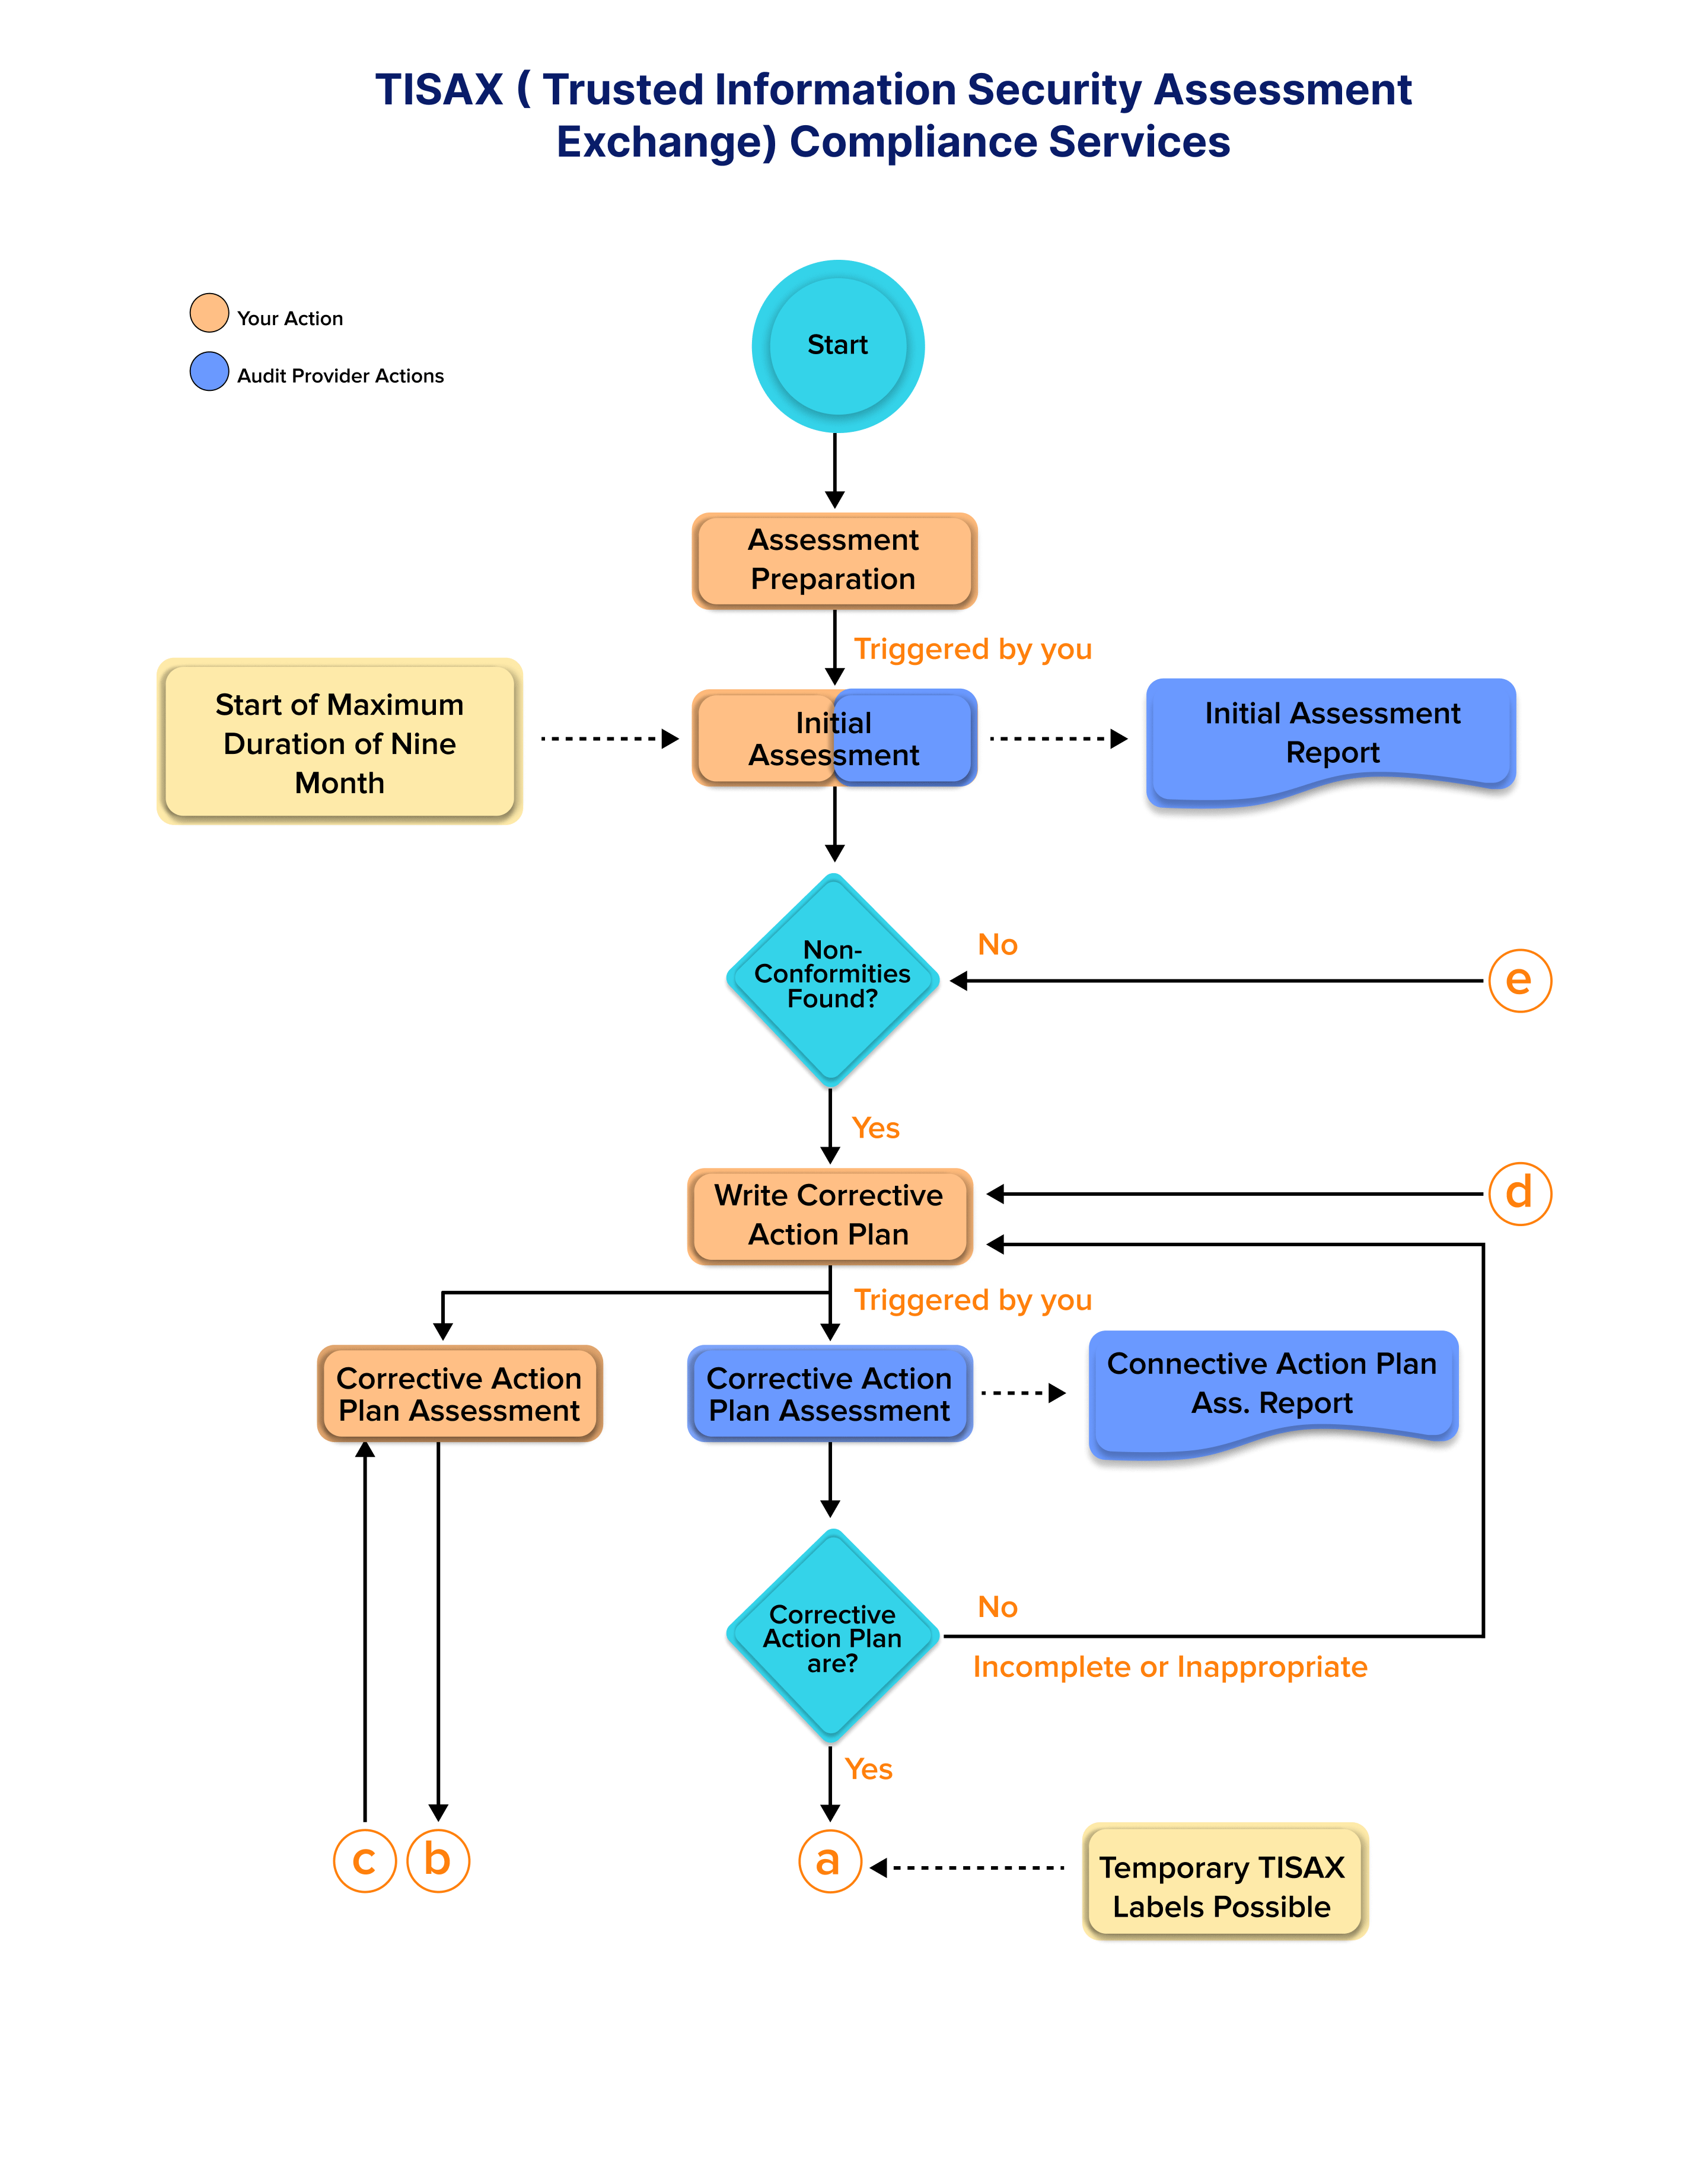 TISAX ( Trusted Information Security Assessment
Exchange) Compliance Services
Your Action
Audit Provider Actions
Start
Assessment
Preparation
Triggered by you
Start of Maximum
Duration of Nine
Month
Initial
Assessment
Initial Assessment
Report
Non-
Conformities
Found?
No
e
Yes
Write Corrective
Action Plan
d
Triggered by you
Corrective Action
Plan Assessment
Corrective Action
Plan Assessment
Connective Action Plan
Ass. Report
Corrective
Action Plan
are?
No
Incomplete or Inappropriate
Yes
c
b
a
Temporary TISAX
Labels Possible